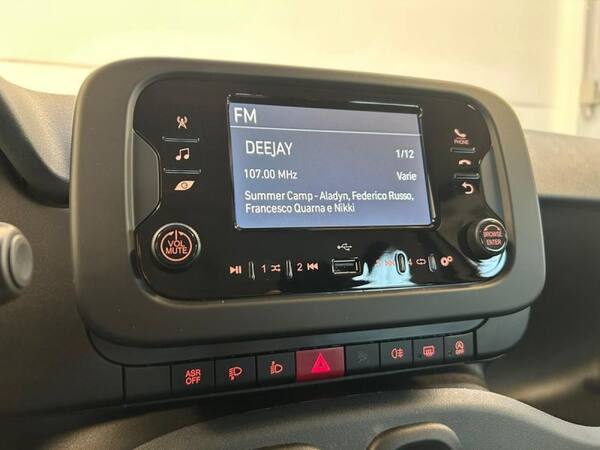 FM
DEEJAY
1/12
107.00 MHz
Varie
Summer Camp - Aladyn, Federico Russo,
Francesco Quarna e Nikki
PHONE
VOL
MUTE
BROWSE
ENTER
1
2
4
ASR
OFF